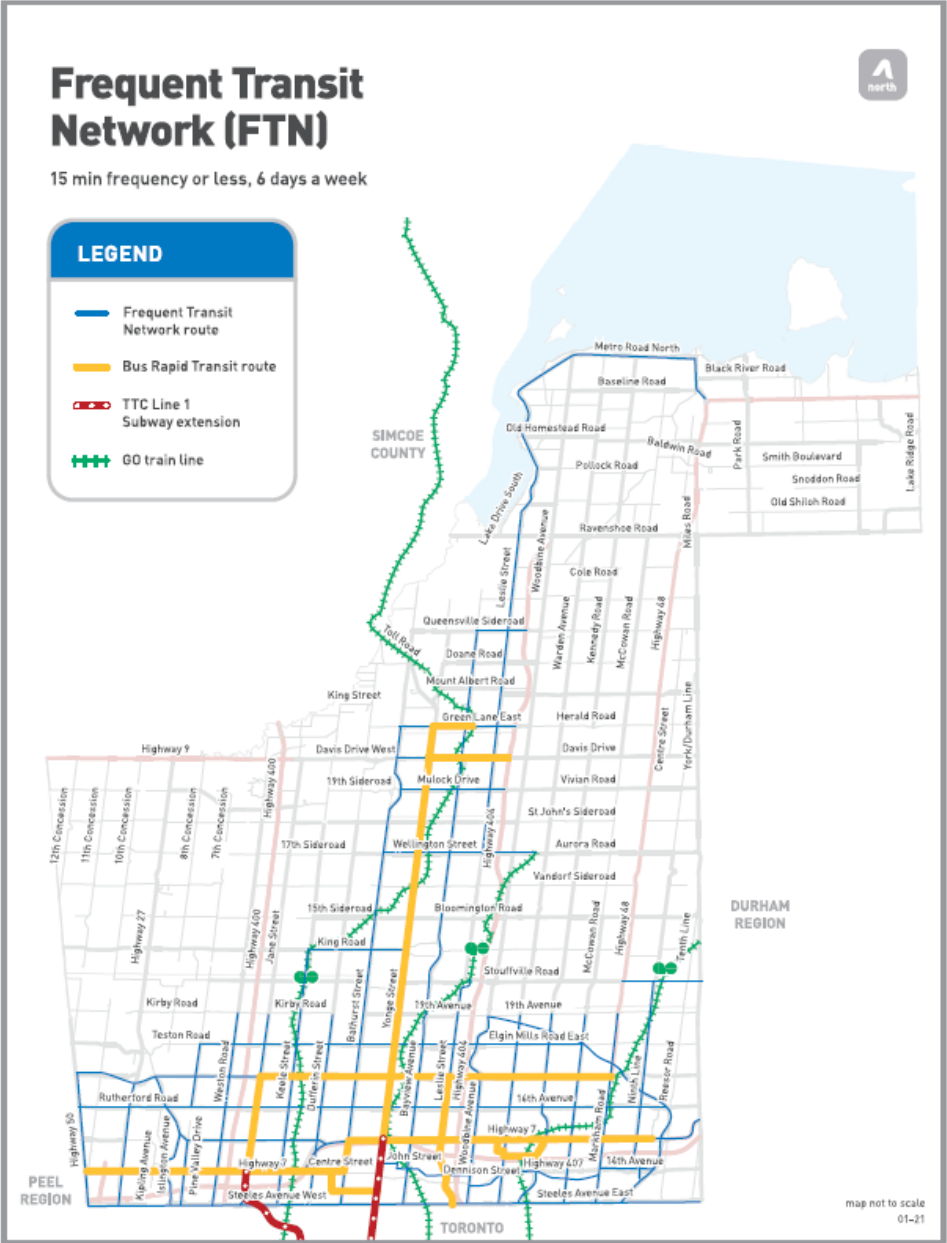 Frequent Transit
Network (FTN)
north
15 min frequency or less, 6 days a week
LEGEND
Frequent Transit
Network route
Bus Rapid Transit route
TTC Line 1
Subway extension
GO train line
Metro Road North
Black River Road
Baseline Road
SIMCOE
COUNTY
Old Homestead Road
Baldwin Road
Park Road
Lake Ridge Road
Smith Boulevard
Pollock Road
Snoddon Road
Lake Drive South
Old Shiloh Road
Miles Road
Ravenshoe Road
Woodbine Avenue
Leslie Street
Cole Road
Warden Avenue
Kennedy Road
McCowan Road
Highway 48
Queensville Sideroad
Toll Road
Doane Road
Mount Albert Road
King Street
Green Lane East
Herald Road
Centre Street
York/Durham Line
Highway 9
Davis Drive West
Davis Drive
Highway 400
19th Sideroad
Mulock Drive
Vivian Road
12th Concession
11th Concession
10th Concession
8th Concession
7th Concession
St John's Sideroad
Highway 404
17th Sideroad
Wellington Street
Aurora Road
Vandorf Sideroad
15th Sideroad
Bloomington Road
DURHAM
REGION
Highway 27
Highway 400
Jane Street
King Road
McCowan Road
Highway 48
Tenth Line
Stouffville Road
Bathurst Street
Yonge Street
Kirby Road
Kirby Road
19th Avenue
19th Avenue
Teston Road
Elgin Mills Road East
Weston Road
Keele Street
Dufferin Street
Bayview Avenue
Leslie Street
Highway 404
Woodbine Avenue
Ninth Line
Reesor Road
Rutherford Road
16th Avenue
Markham Road
Highway 50
Kipling Avenue
Islington Avenue
Pine Valley Drive
Highway 7
Highway 7
Centre Street
John Street
Dennison Street
Highway 407
14th Avenue
PEEL
REGION
Steeles Avenue West
Steeles Avenue East
TORONTO
map not to scale
01-21